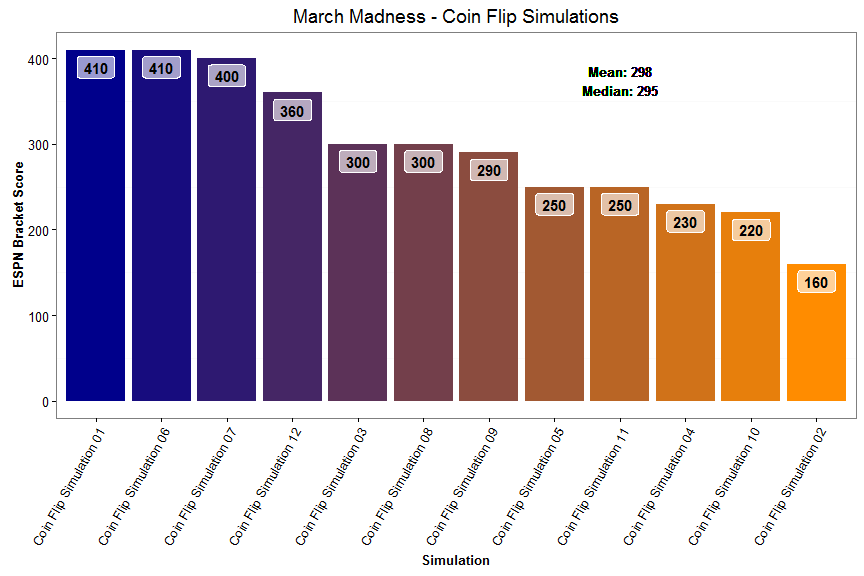 March Madness - Coin Flip Simulations
Mean: 298
Median: 295
ESPN Bracket Score
400
300
200
100
0
410
410
400
360
300
300
290
250
250
230
220
160
Coin Flip Simulation 01
Coin Flip Simulation 06
Coin Flip Simulation 07
Coin Flip Simulation 12
Coin Flip Simulation 03
Coin Flip Simulation 08
Coin Flip Simulation 09
Coin Flip Simulation 05
Coin Flip Simulation 11
Coin Flip Simulation 04
Coin Flip Simulation 10
Coin Flip Simulation 02
Simulation